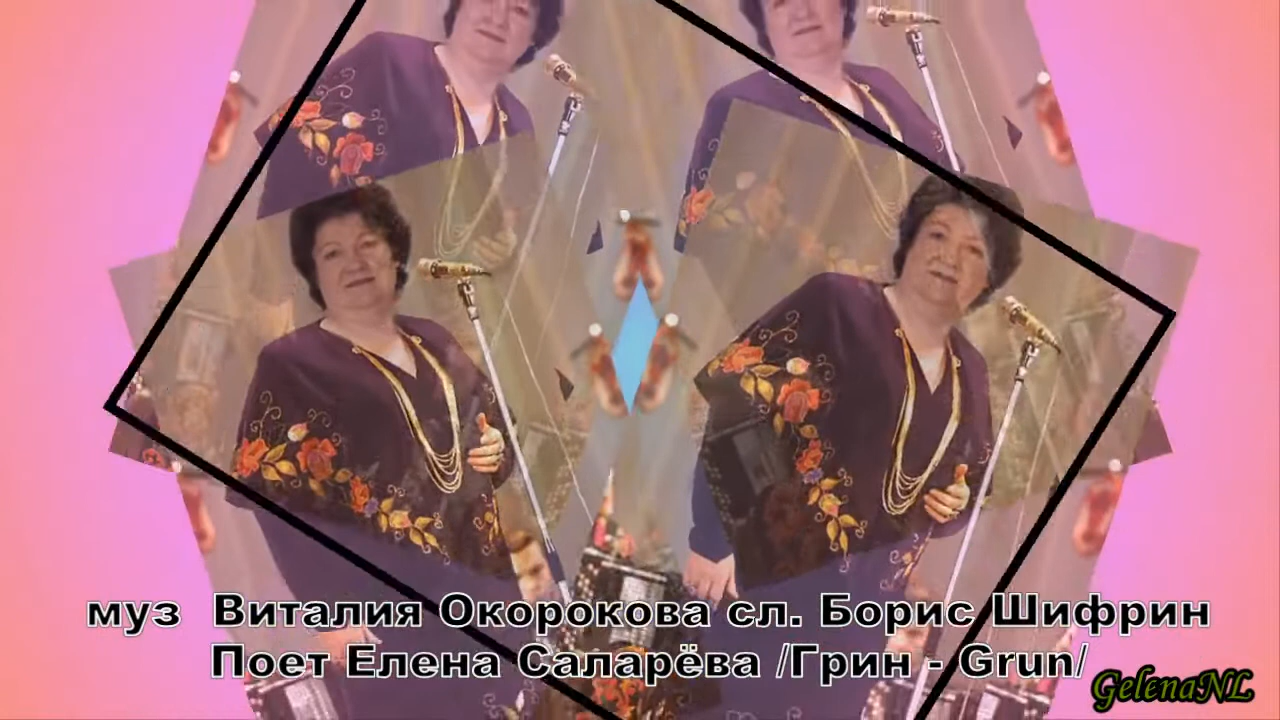 муз Виталия Окорокова сл. Борис Шифрин
Поет Елена Саларёва /Грин - Grun/
GelenaNL